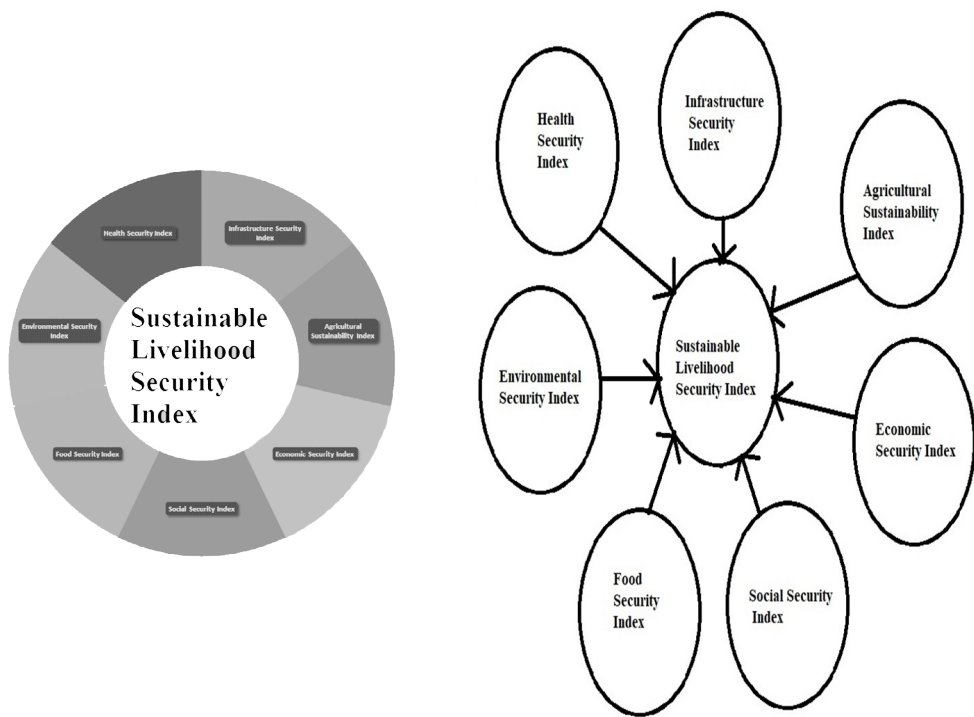 Health Security Index
Infrastructure Security
Index
Environmental Security
Index
Agricultural
Sustainability Index
Sustainable
Livelihood
Security
Index
Food Security Index
Economic Security Index
Social Security Index
Health
Security
Index
Infrastructure
Security
Index
Agricultural
Sustainability
Index
Environmental
Security Index
Sustainable
Livelihood
Security Index
Economic
Security Index
Food
Security
Index
Social Security
Index